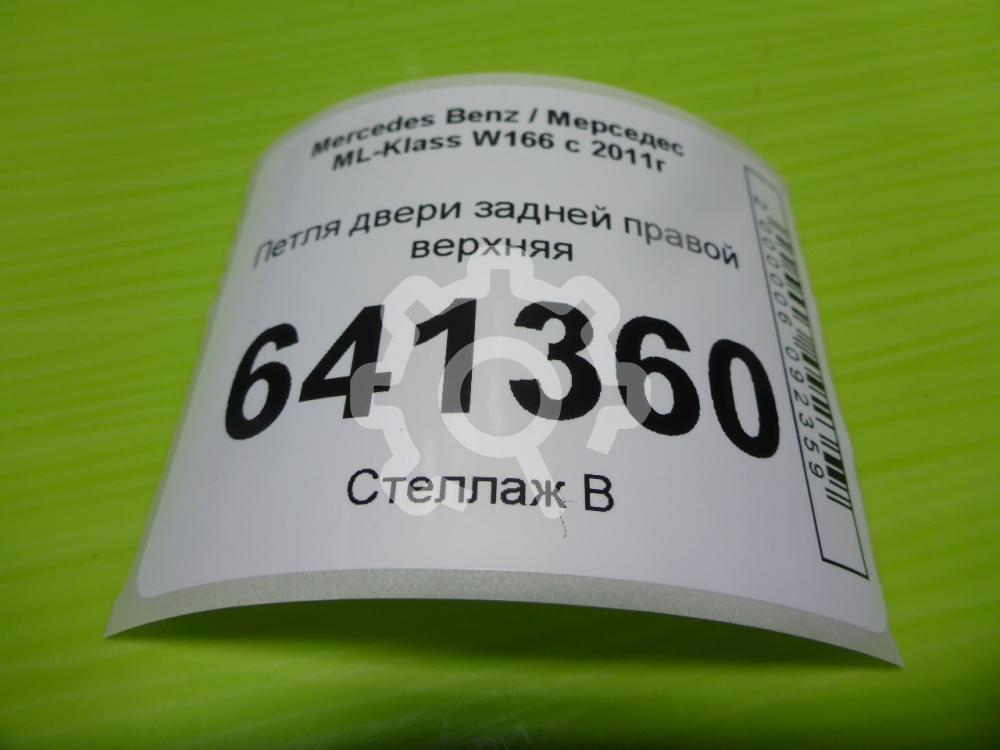 Mercedes Benz / Мерседес
ML-Klass W166 с 2011г
Петля двери задней правой
верхняя
641360
Стеллаж В
2000006092359